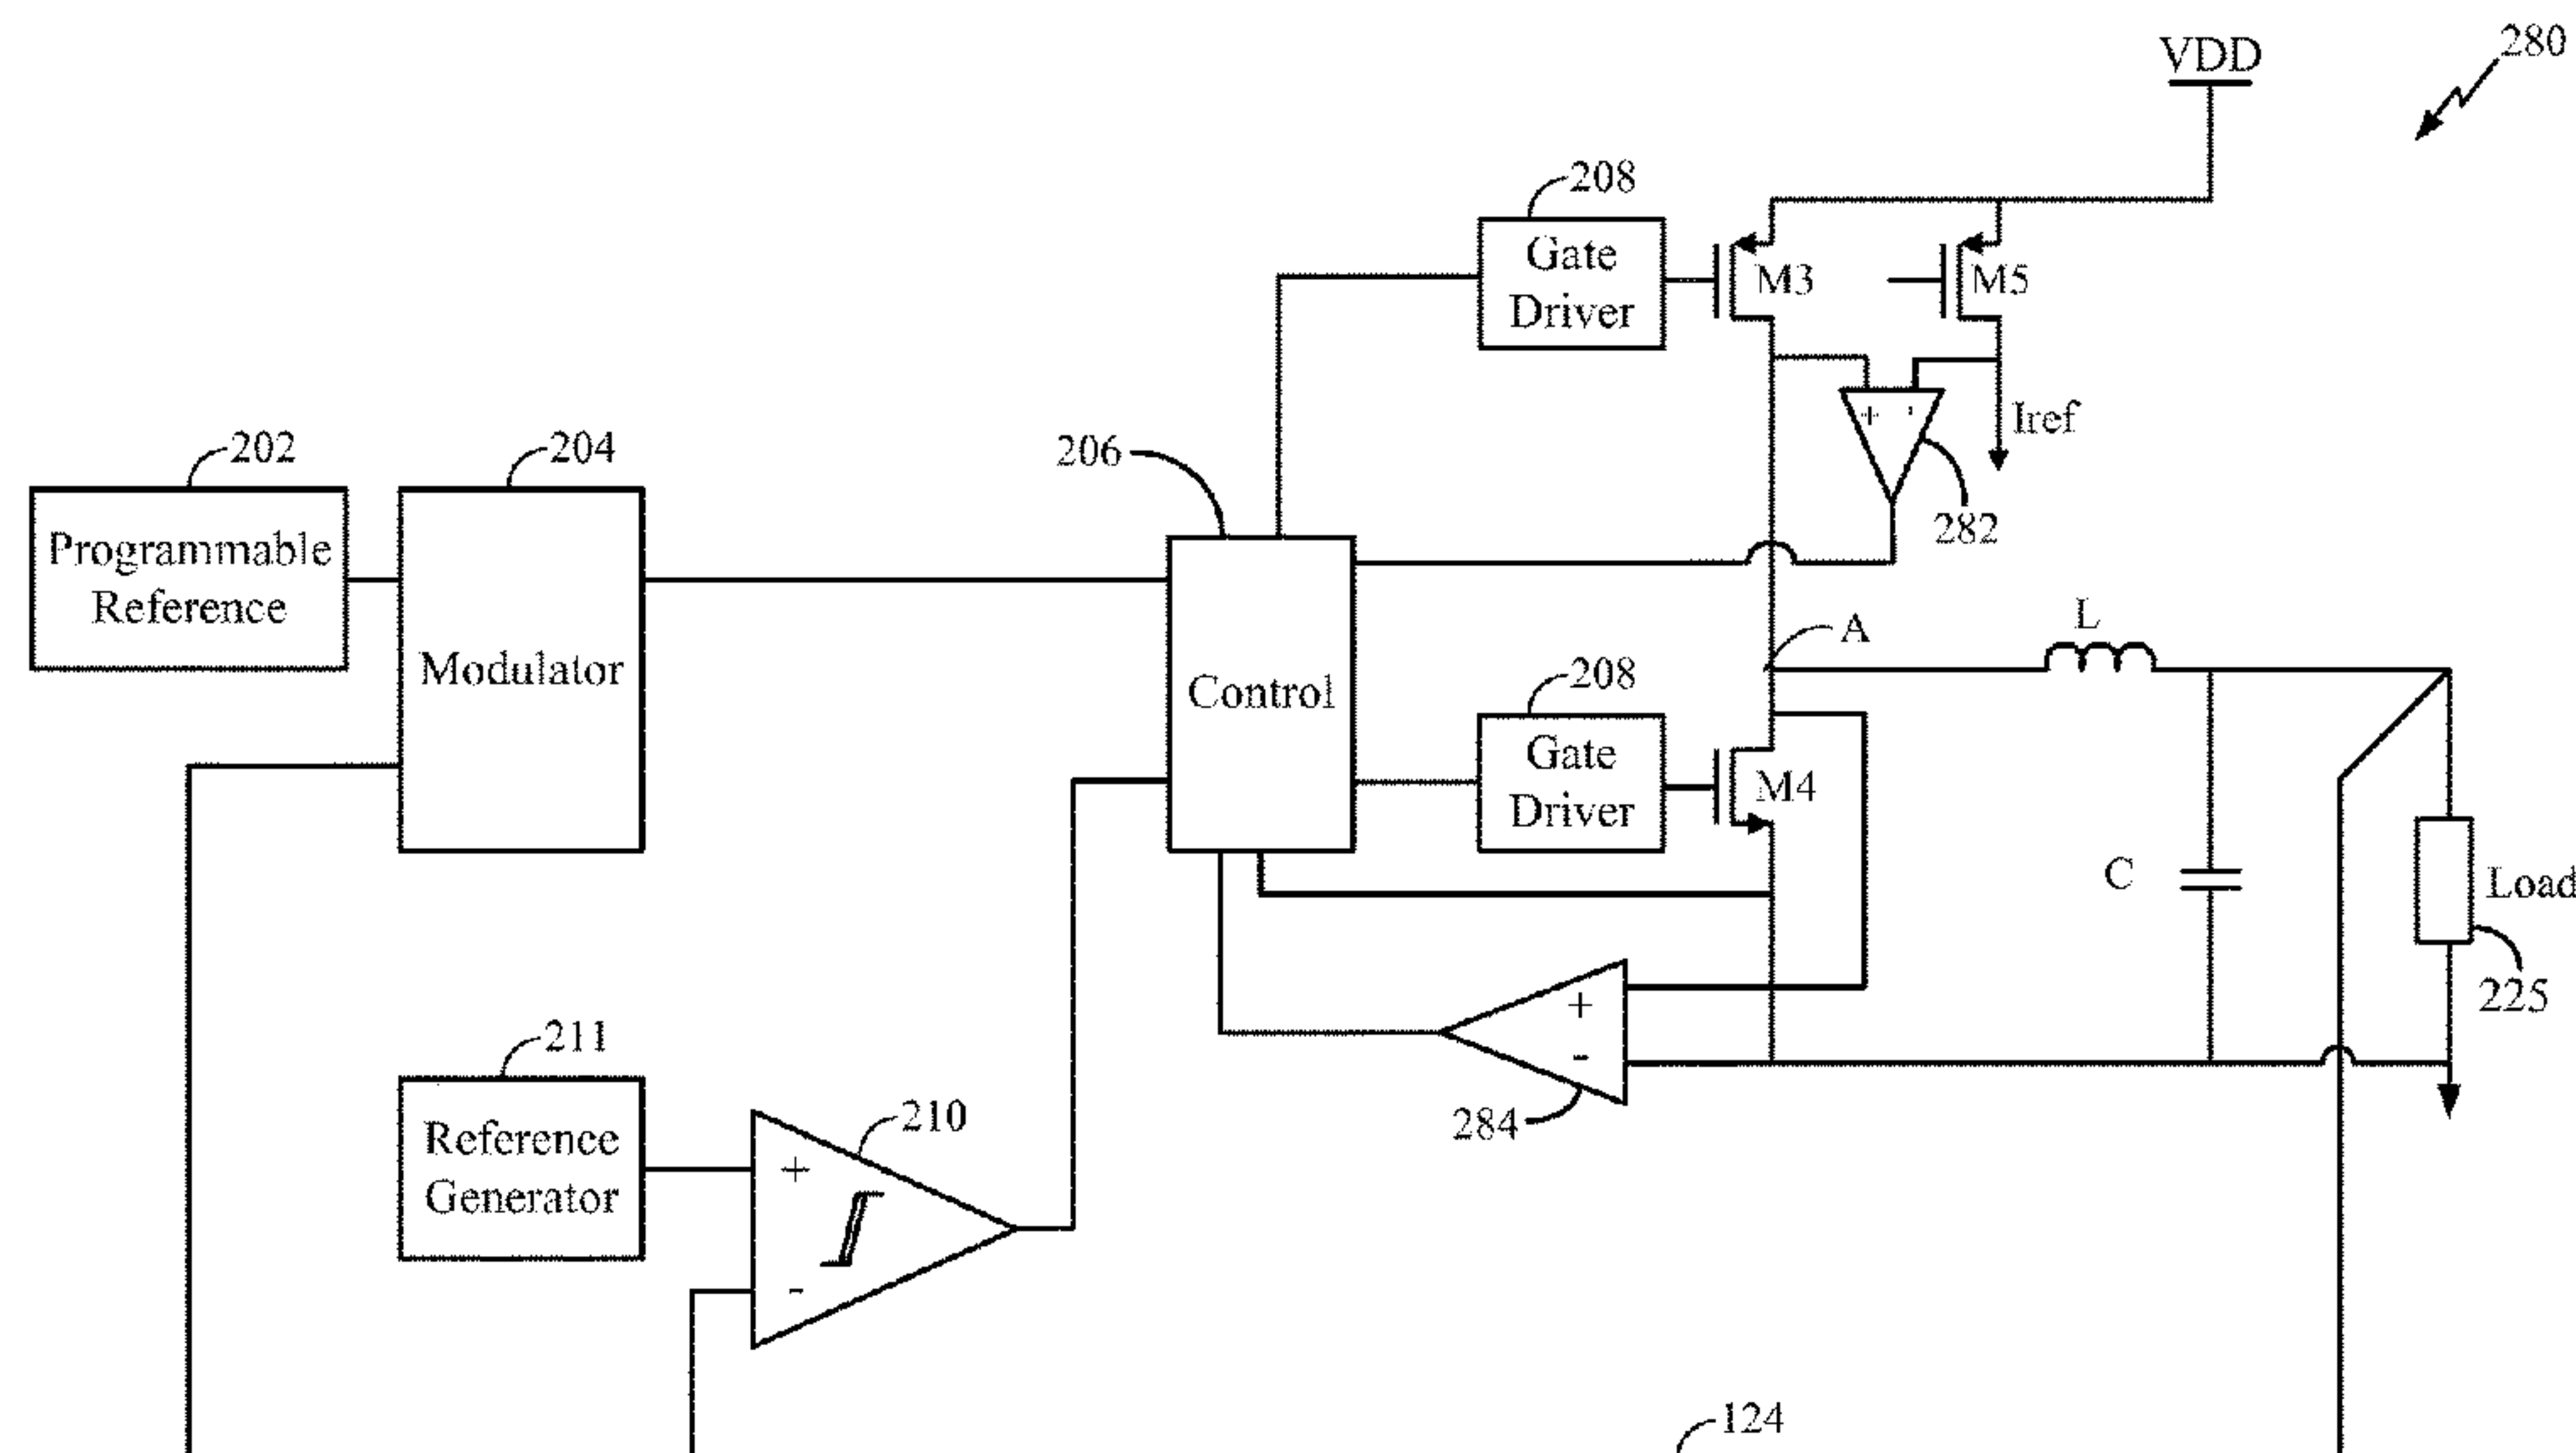 280
VDD
208
Gate
Driver
M3
M5
+ -
Iref
202
204
206
282
Programmable
Reference
Modulator
Control
A
L
208
Gate
Driver
M4
C
Load
225
+
-
284
211
Reference
Generator
210
+
-
124